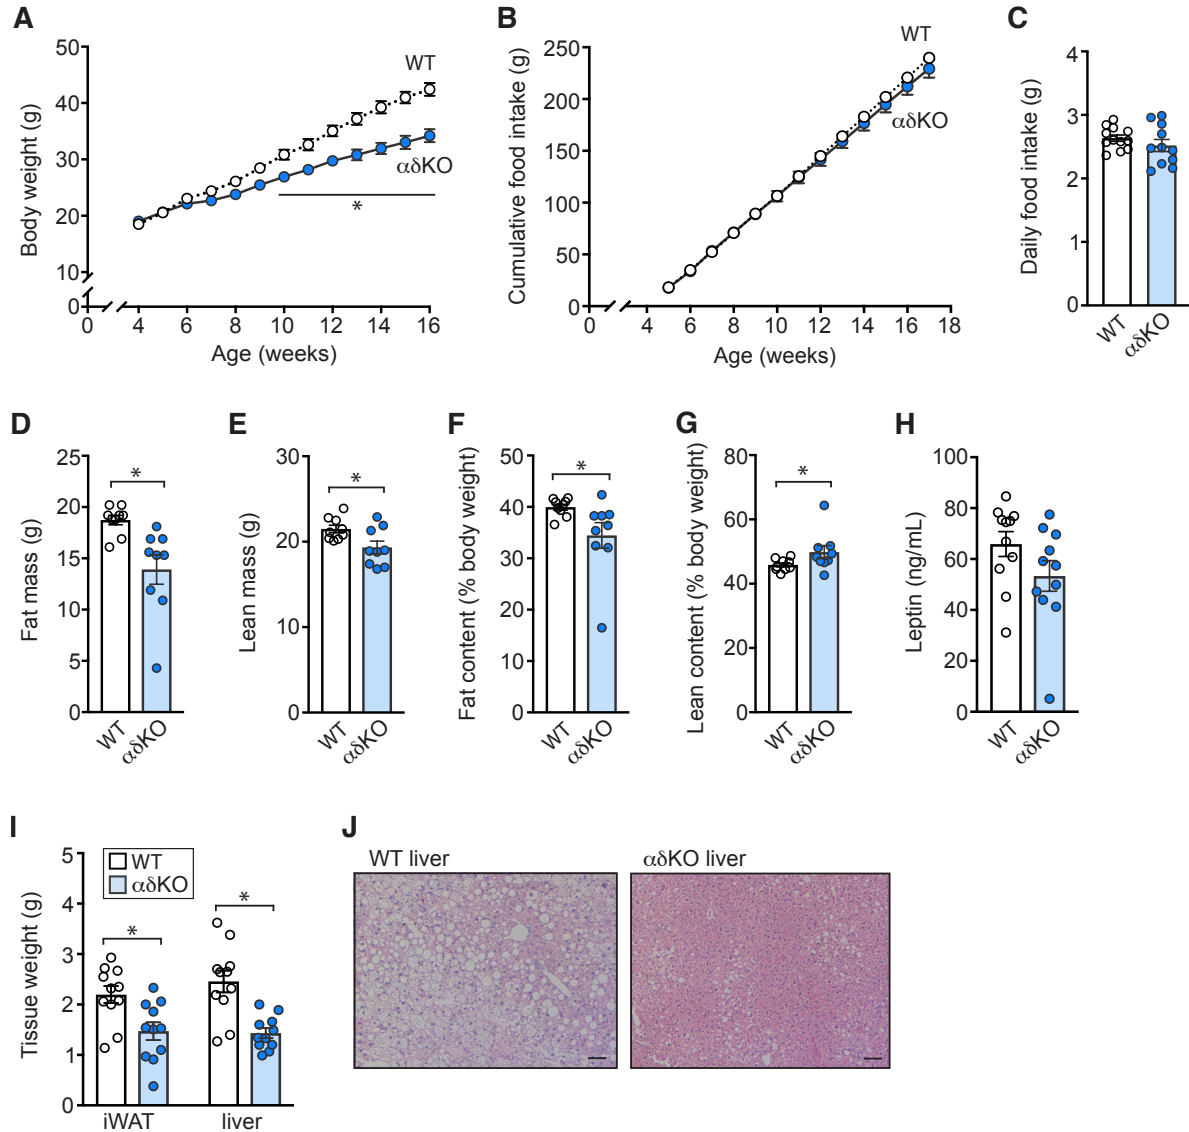 A
Body weight (g)
50
40
30
20
10
0
WT
αδKO
*
0 4 6 8 10 12 14 16
Age (weeks)
B
Cumulative food intake (g)
250
200
150
100
50
0
WT
αδKO
0 4 6 8 10 12 14 16 18
Age (weeks)
C
Daily food intake (g)
4
3
2
1
0
WT αδKO
D
Fat mass (g)
25
20
15
10
5
0
*
WT αδKO
E
Lean mass (g)
30
20
10
0
*
WT αδKO
F
Fat content (% body weight)
50
40
30
20
10
0
*
WT αδKO
G
Lean content (% body weight)
80
60
40
20
0
*
WT αδKO
H
Leptin (ng/mL)
100
80
60
40
20
0
WT αδKO
I
Tissue weight (g)
5
4
3
2
1
0
WT
αδKO
* *
iWAT liver
J
WT liver αδKO liver